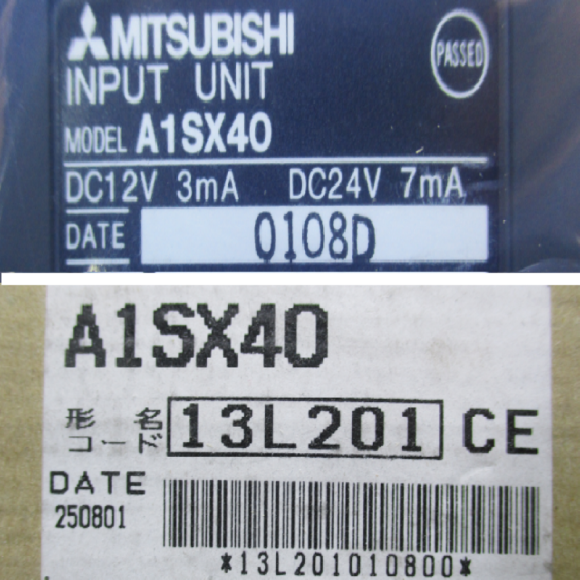 MITSUBISHI
PASSED
INPUT UNIT
MODEL A1SX40
DC12V 3mA DC24V 7mA
DATE 0108D
A1SX40
形名
コード 13L201 CE
DATE
250801
*13L201010800*